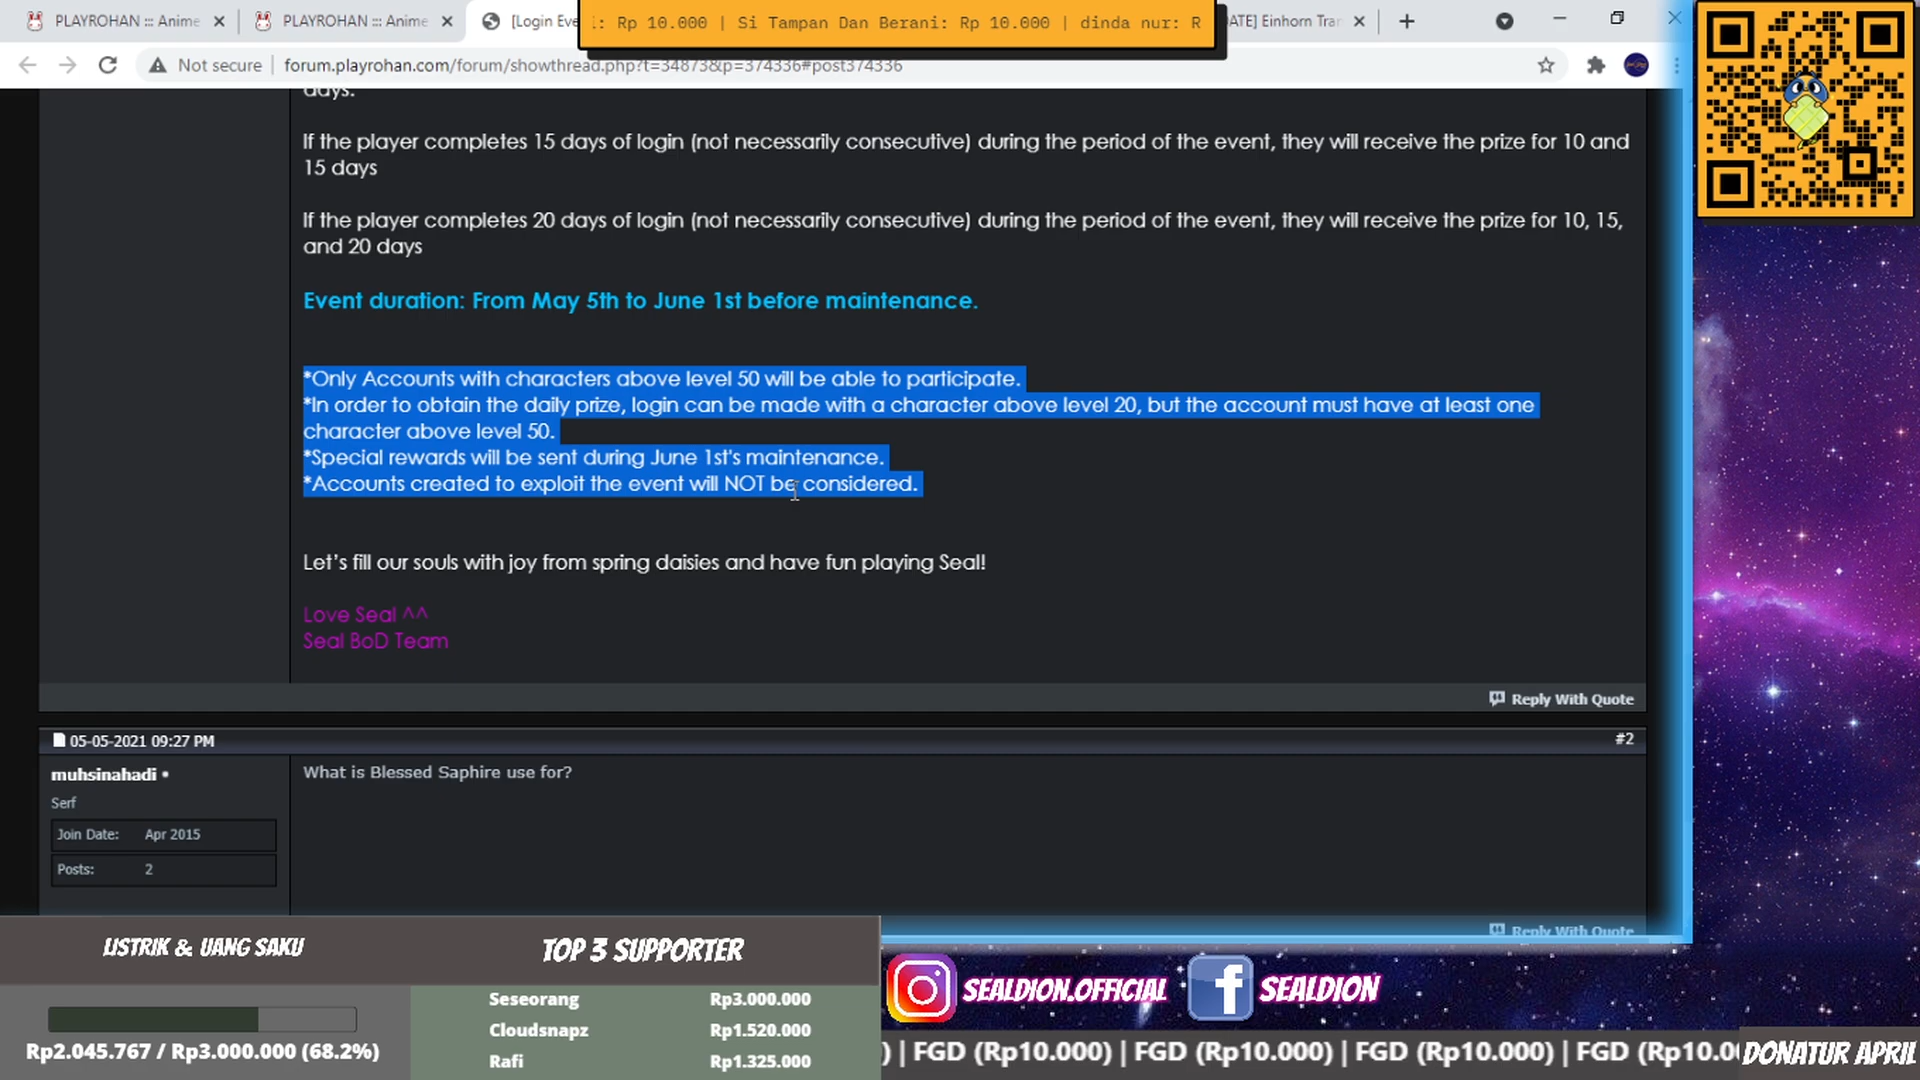 PLAYROHAN ::: Anime
PLAYROHAN ::: Anime
[Login Eve
: Rp 10.000 | Si Tampan Dan Berani: Rp 10.000 | dinda nur: R
ATE] Einhorn Tra
Not secure
forum.playrohan.com/forum/showthread.php?t=34873&p=374336#post374336
days.
If the player completes 15 days of login (not necessarily consecutive) during the period of the event, they will receive the prize for 10 and
15 days
If the player completes 20 days of login (not necessarily consecutive) during the period of the event, they will receive the prize for 10, 15,
and 20 days
Event duration: From May 5th to June 1st before maintenance.
*Only Accounts with characters above level 50 will be able to participate.
*In order to obtain the daily prize, login can be made with a character above level 20, but the account must have at least one
character above level 50.
*Special rewards will be sent during June 1st's maintenance.
*Accounts created to exploit the event will NOT be considered.
Let's fill our souls with joy from spring daisies and have fun playing Seal!
Love Seal ^^
Seal BoD Team
Reply With Quote
05-05-2021 09:27 PM
#2
muhsinahadi
Serf
Join Date: Apr 2015
Posts: 2
What is Blessed Saphire use for?
Reply With Quote
LISTRIK & UANG SAKU
Rp2.045.767 / Rp3.000.000 (68.2%)
TOP 3 SUPPORTER
Seseorang Rp3.000.000
Cloudsnapz Rp1.520.000
Rafi Rp1.325.000
SEALDION.OFFICIAL
SEALDION
) | FGD (Rp10.000) | FGD (Rp10.000) | FGD (Rp10.000) | FGD (Rp10.0
DONATUR APRIL